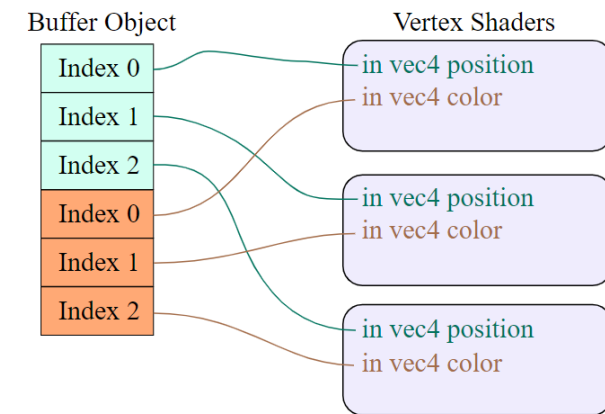 Buffer Object
Index 0
Index 1
Index 2
Index 0
Index 1
Index 2
Vertex Shaders
in vec4 position
in vec4 color
in vec4 position
in vec4 color
in vec4 position
in vec4 color